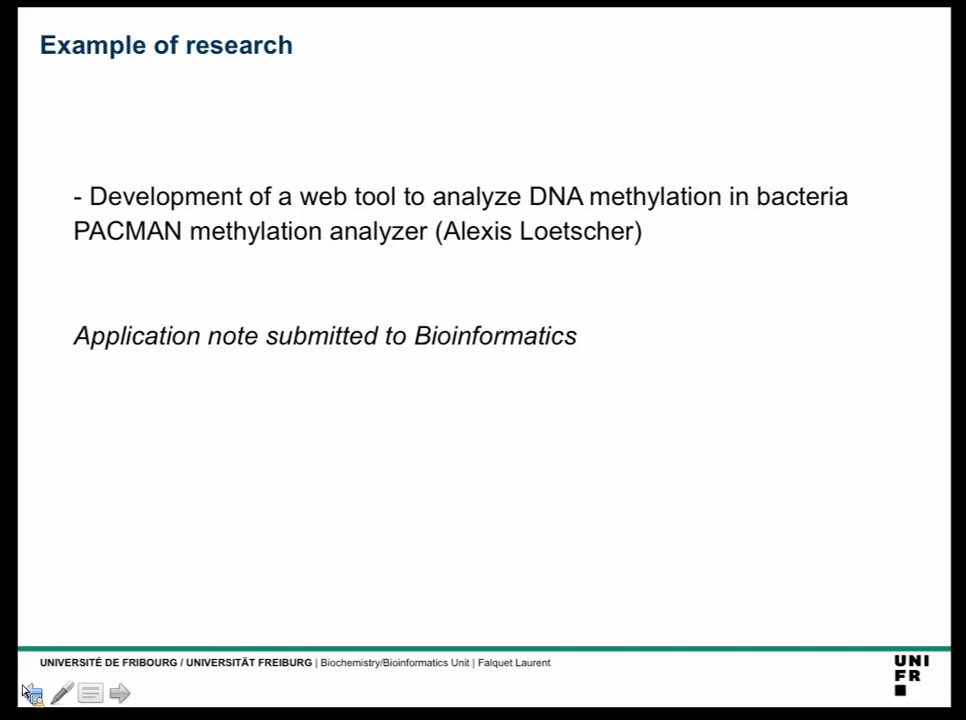 Example of research
- Development of a web tool to analyze DNA methylation in bacteria
PACMAN methylation analyzer (Alexis Loetscher)
Application note submitted to Bioinformatics
UNIVERSITÉ DE FRIBOURG / UNIVERSITÄT FREIBURG | Biochemistry/Bioinformatics Unit | Falquet Laurent
UNI
FR